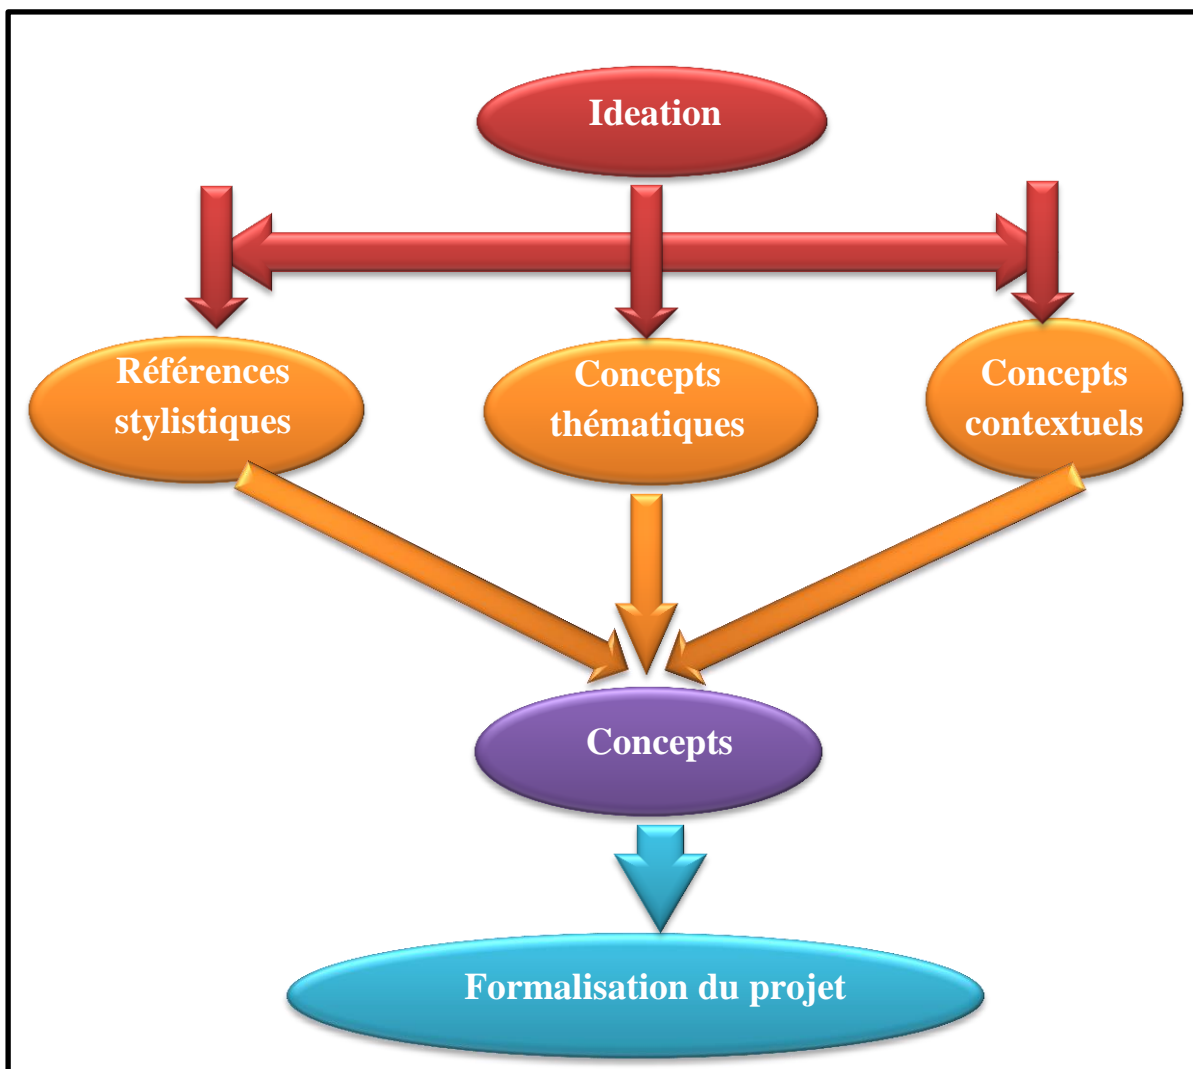 Ideation
Références
stylistiques
Concepts
thématiques
Concepts
contextuels
Concepts
Formalisation du projet